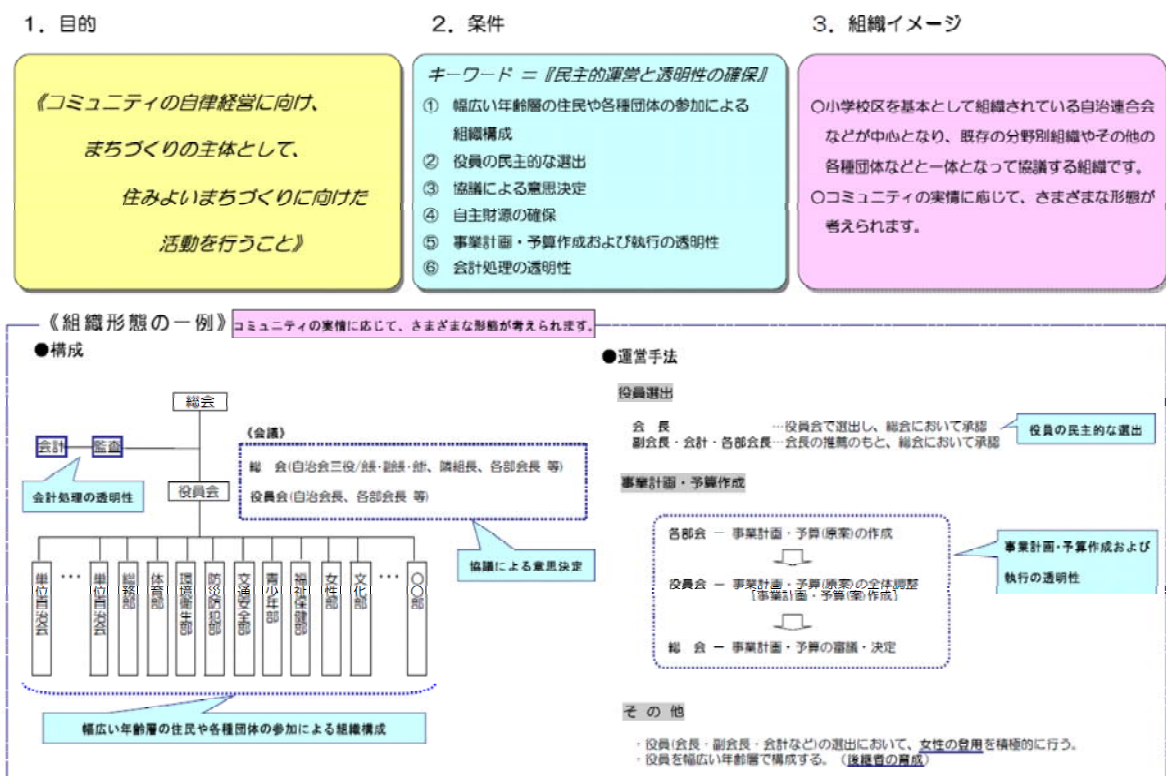 1．目的
《コミュニティの自律経営に向け、
まちづくりの主体として、
住みよいまちづくりに向けた
活動を行うこと》
2．条件
キーワード ＝『民主的運営と透明性の確保』
① 幅広い年齢層の住民や各種団体の参加による
組織構成
② 役員の民主的な選出
③ 協議による意思決定
④ 自主財源の確保
⑤ 事業計画・予算作成および執行の透明性
⑥ 会計処理の透明性
3．組織イメージ
○小学校区を基本として組織されている自治連合会
などが中心となり、既存の分野別組織やその他の
各種団体などと一体となって協議する組織です。
○コミュニティの実情に応じて、さまざまな形態が
考えられます。
《組織形態の一例》
コミュニティの実情に応じて、さまざまな形態が考えられます。
●構成
総会
会計
監査
会計処理の透明性
役員会
《会議》
総 会(自治会三役/会長・副会長・会計、隣組長、各部会長 等)
役員会(自治会長、各部会長 等)
協議による意思決定
単位自治会
…
単位自治会
総務部
体育部
環境衛生部
防災防犯部
交通安全部
青少年部
福祉保健部
女性部
文化部
…
○○部
幅広い年齢層の住民や各種団体の参加による組織構成
●運営手法
役員選出
会 長 …役員会で選出し、総会において承認
副会長・会計・各部会長…会長の推薦のもと、総会において承認
役員の民主的な選出
事業計画・予算作成
各部会 － 事業計画・予算(原案)の作成
役員会 － 事業計画・予算(原案)の全体調整
［事業計画・予算(案)作成］
総 会 － 事業計画・予算の審議・決定
事業計画・予算作成および
執行の透明性
そ の 他
・役員(会長・副会長・会計など)の選出において、女性の登用を積極的に行う。
・役員を幅広い年齢層で構成する。（後継者の育成）